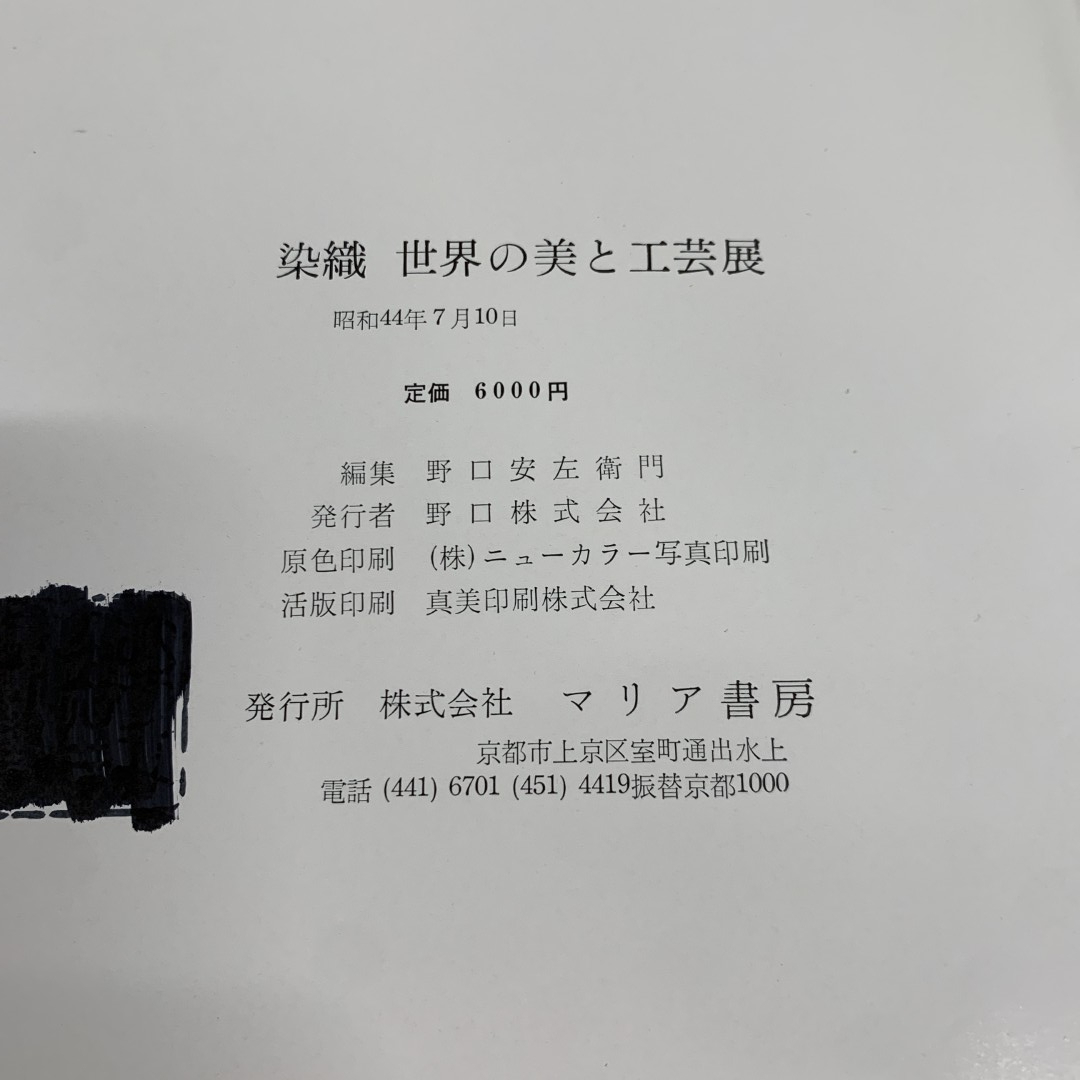 染織 世界の美と工芸展
昭和44年7月10日
定価 6000円
編集 野口安左衛門
発行者 野口株式会社
原色印刷 (株)ニューカラー写真印刷
活版印刷 真美印刷株式会社
発行所 株式会社 マリア書房
京都市上京区室町通出水上
電話 (441) 6701 (451) 4419振替京都1000